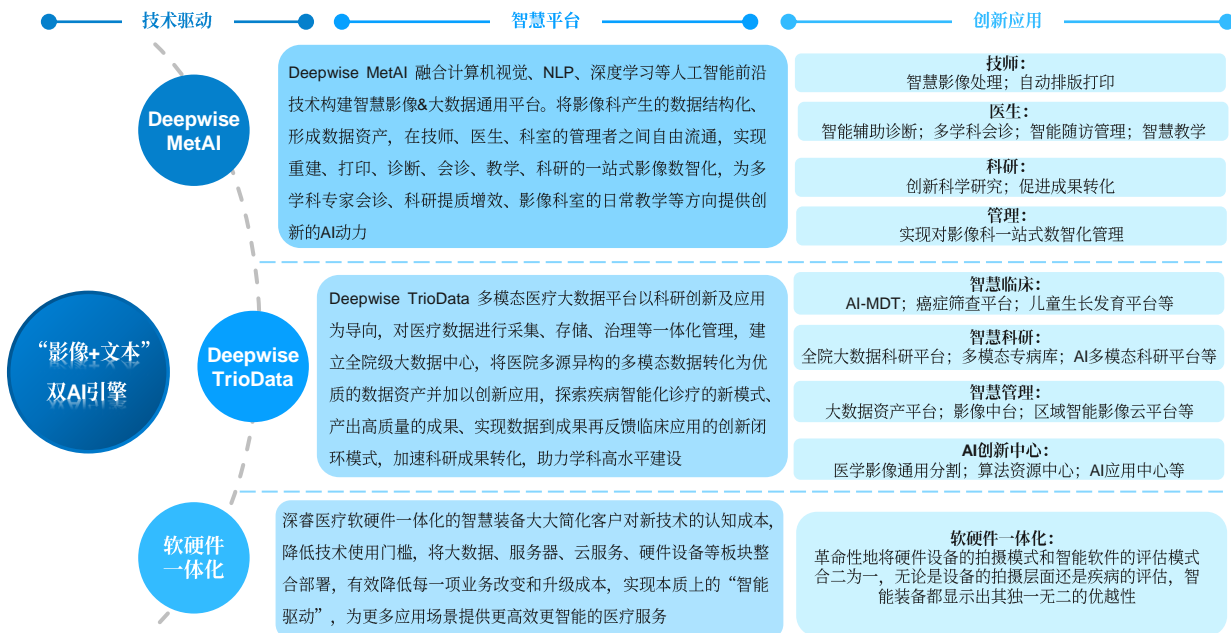 技术驱动
智慧平台
创新应用
Deepwise
MetAI
Deepwise MetAI 融合计算机视觉、NLP、深度学习等人工智能前沿
技术构建智慧影像&大数据通用平台。将影像科产生的数据结构化、
形成数据资产，在技师、医生、科室的管理者之间自由流通，实现
重建、打印、诊断、会诊、教学、科研的一站式影像数智化，为多
学科专家会诊、科研提质增效、影像科室的日常教学等方向提供创
新的AI动力
技师：
智慧影像处理；自动排版打印
医生：
智能辅助诊断；多学科会诊；智能随访管理；智慧教学
科研：
创新科学研究；促进成果转化
管理：
实现对影像科一站式数智化管理
“影像+文本”
双AI引擎
Deepwise
TrioData
Deepwise TrioData 多模态医疗大数据平台以科研创新及应用
为导向，对医疗数据进行采集、存储、治理等一体化管理，建
立全院级大数据中心，将医院多源异构的多模态数据转化为优
质的数据资产并加以创新应用，探索疾病智能化诊疗的新模式、
产出高质量的成果、实现数据到成果再反馈临床应用的创新闭
环模式，加速科研成果转化，助力学科高水平建设
智慧临床：
AI-MDT；癌症筛查平台；儿童生长发育平台等
智慧科研：
全院大数据科研平台；多模态专病库；AI多模态科研平台等
智慧管理：
大数据资产平台；影像中台；区域智能影像云平台等
AI创新中心：
医学影像通用分割；算法资源中心；AI应用中心等
软硬件
一体化
深睿医疗软硬件一体化的智慧装备大大简化客户对新技术的认知成本，
降低技术使用门槛，将大数据、服务器、云服务、硬件设备等板块整
合部署，有效降低每一项业务改变和升级成本，实现本质上的“智能
驱动”，为更多应用场景提供更高效更智能的医疗服务
软硬件一体化：
革命性地将硬件设备的拍摄模式和智能软件的评估模式
合二为一，无论是设备的拍摄层面还是疾病的评估，智
能装备都显示出其独一无二的优越性